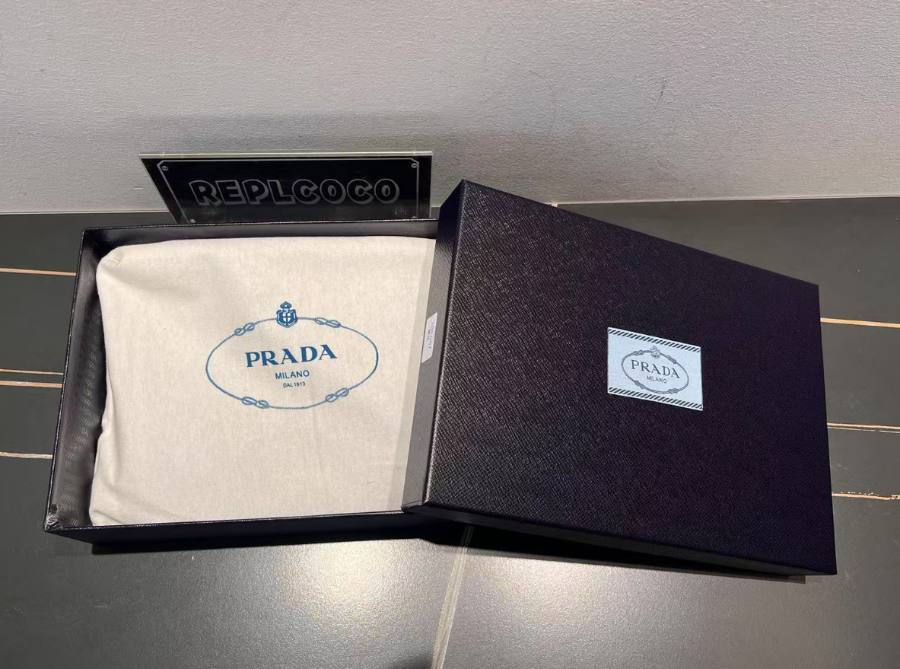 REPLCOCO
PRADA
MILANO
DAL 1913
PRADA
MILANO